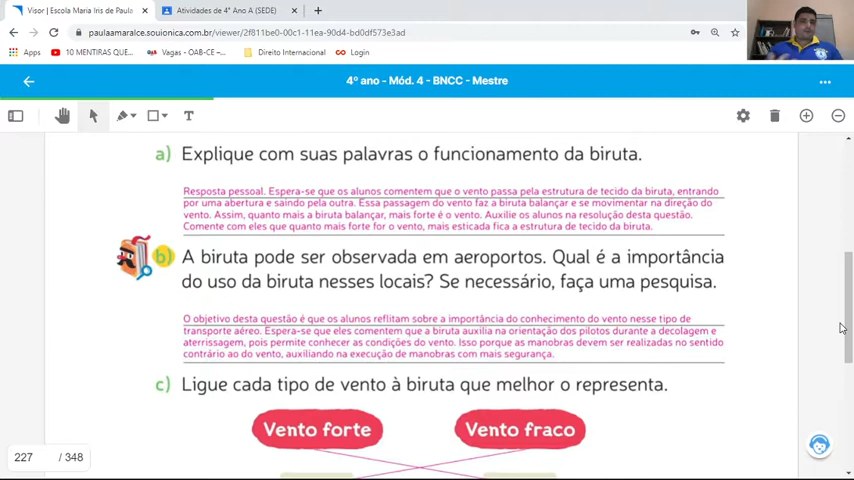 Visor | Escola Maria Iris de Paula
Atividades de 4° Ano A (SEDE)
paulaamaralce.souionica.com.br/viewer/2f811be0-00c1-11ea-90d4-bd0df573e3ad
Apps
10 MENTIRAS QUE...
Vagas - OAB-CE –...
Direito Internacional
Login
4º ano - Mód. 4 - BNCC - Mestre
a) Explique com suas palavras o funcionamento da biruta.
Resposta pessoal. Espera-se que os alunos comentem que o vento passa pela estrutura de tecido da biruta, entrando
por uma abertura e saindo pela outra. Essa passagem do vento faz a biruta balançar e se movimentar na direção do
vento. Assim, quanto mais a biruta balançar, mais forte é o vento. Auxilie os alunos na resolução desta questão.
Comente com eles que quanto mais forte for o vento, mais esticada fica a estrutura de tecido da biruta.
b) A biruta pode ser observada em aeroportos. Qual é a importância
do uso da biruta nesses locais? Se necessário, faça uma pesquisa.
O objetivo desta questão é que os alunos reflitam sobre a importância do conhecimento do vento nesse tipo de
transporte aéreo. Espera-se que eles comentem que a biruta auxilia na orientação dos pilotos durante a decolagem e
aterrissagem, pois permite conhecer as condições do vento. Isso porque as manobras devem ser realizadas no sentido
contrário ao do vento, auxiliando na execução de manobras com mais segurança.
c) Ligue cada tipo de vento à biruta que melhor o representa.
Vento forte
Vento fraco
227 / 348